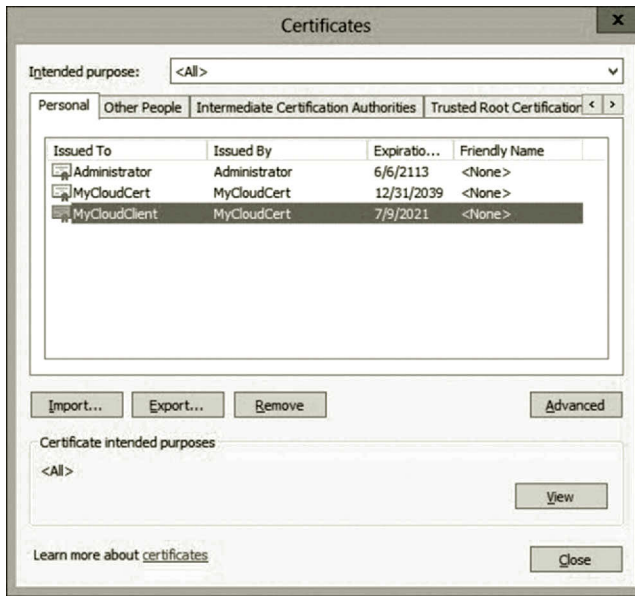 Certificates
x
Intended purpose: <All>
Personal Other People Intermediate Certification Authorities Trusted Root Certification < >
Issued To Issued By Expiratio... Friendly Name
Administrator Administrator 6/6/2113 <None>
MyCloudCert MyCloudCert 12/31/2039 <None>
MyCloudClient MyCloudCert 7/9/2021 <None>
Import... Export... Remove Advanced
Certificate intended purposes
<All>
View
Learn more about certificates
Close